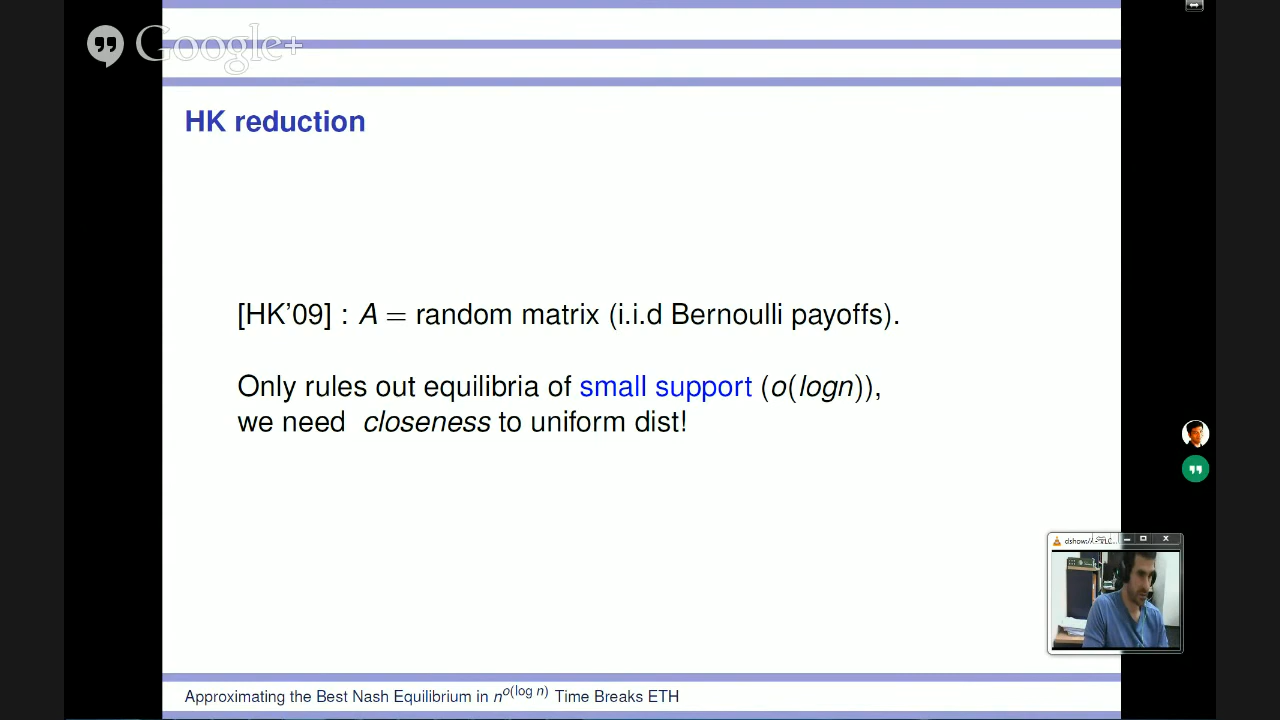 Google+
HK reduction
[HK'09] : A = random matrix (i.i.d Bernoulli payoffs).
Only rules out equilibria of small support (o(logn)),
we need closeness to uniform dist!
Approximating the Best Nash Equilibrium in n^{o(log n)} Time Breaks ETH